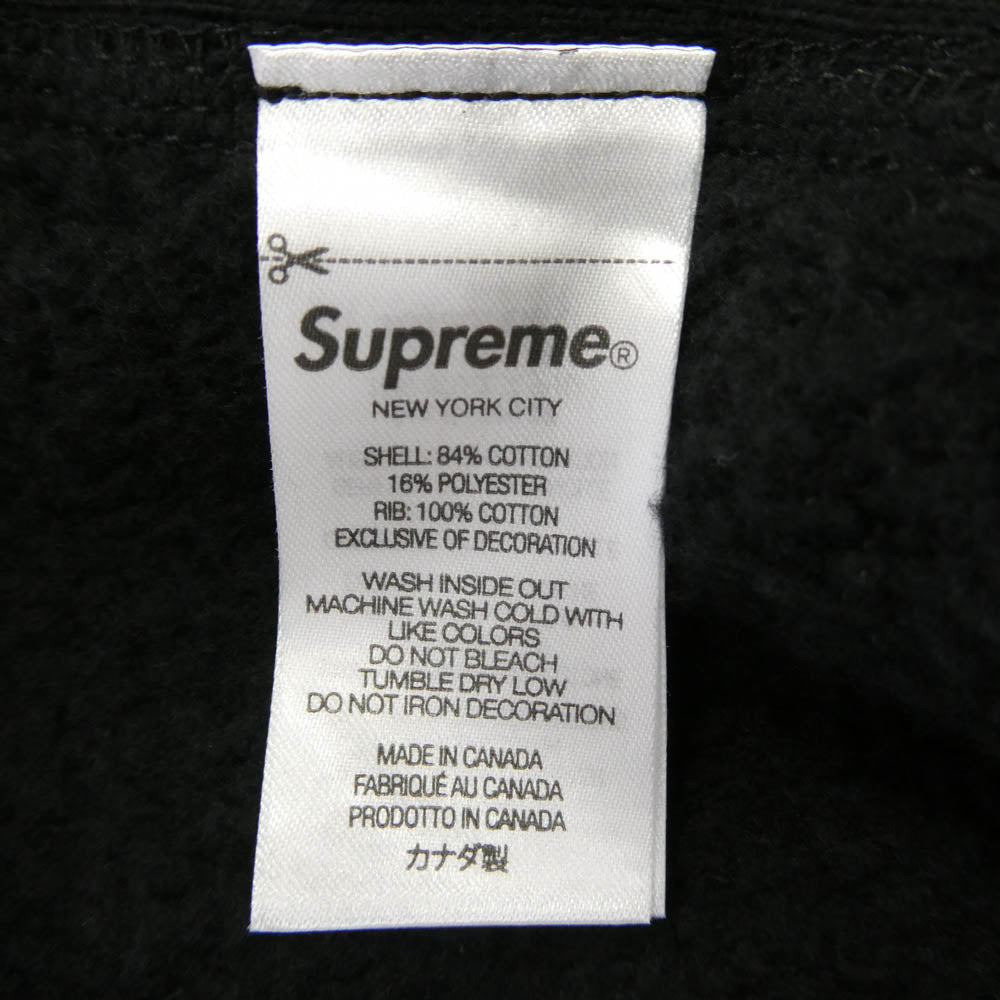 Supreme®
NEW YORK CITY
SHELL: 84% COTTON
16% POLYESTER
RIB: 100% COTTON
EXCLUSIVE OF DECORATION
WASH INSIDE OUT
MACHINE WASH COLD WITH
LIKE COLORS
DO NOT BLEACH
TUMBLE DRY LOW
DO NOT IRON DECORATION
MADE IN CANADA
FABRIQUÉ AU CANADA
PRODOTTO IN CANADA
カナダ製